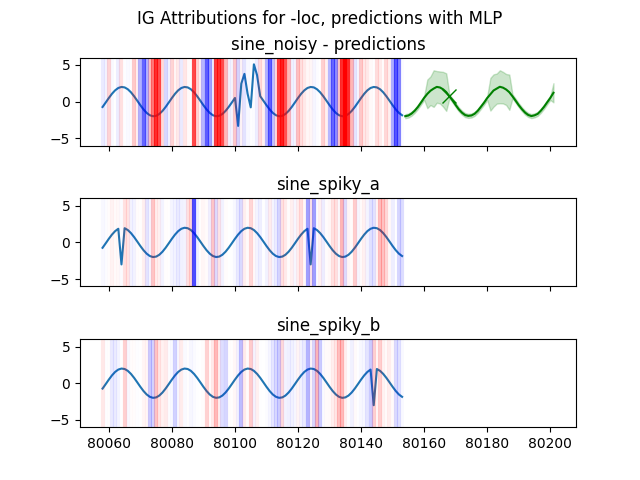 IG Attributions for -loc, predictions with MLP
sine_noisy - predictions
5
0
−5
sine_spiky_a
5
0
−5
sine_spiky_b
5
0
−5
80060 80080 80100 80120 80140 80160 80180 80200